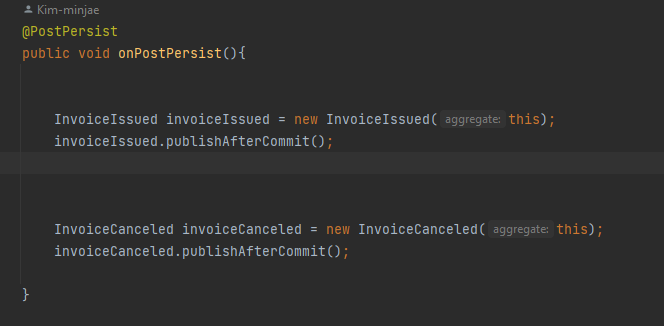 Kim-minjae
@PostPersist
public void onPostPersist(){
InvoiceIssued invoiceIssued = new InvoiceIssued( aggregate: this);
invoiceIssued.publishAfterCommit();
InvoiceCanceled invoiceCanceled = new InvoiceCanceled( aggregate: this);
invoiceCanceled.publishAfterCommit();
}